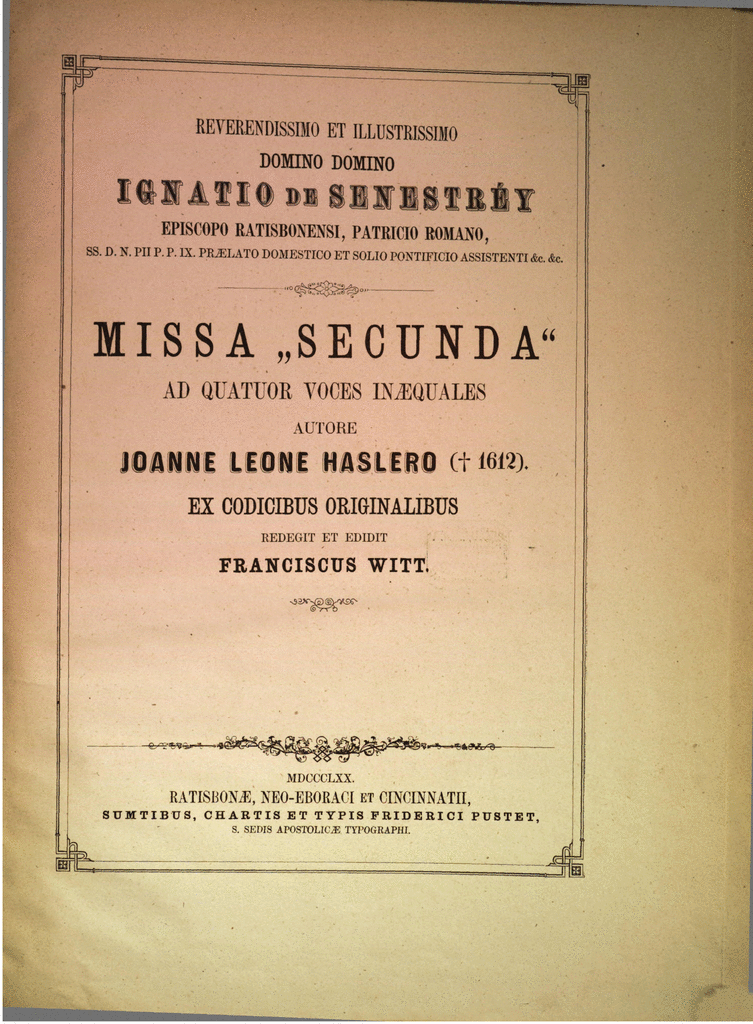 REVERENDISSIMO ET ILLUSTRISSIMO
DOMINO DOMINO
IGNATIO DE SENESTRÉY
EPISCOPO RATISBONENSI, PATRICIO ROMANO,
SS. D. N. PII P. P. IX. PRÆLATO DOMESTICO ET SOLIO PONTIFICIO ASSISTENTI &c. &c.
MISSA „SECUNDA“
AD QUATUOR VOCES INÆQUALES
AUTORE
JOANNE LEONE HASLERO († 1612).
EX CODICIBUS ORIGINALIBUS
REDEGIT ET EDIDIT
FRANCISCUS WITT.
MDCCCLXX.
RATISBONÆ, NEO-EBORACI ET CINCINNATII,
SUMTIBUS, CHARTIS ET TYPIS FRIDERICI PUSTET,
S. SEDIS APOSTOLICÆ TYPOGRAPHI.